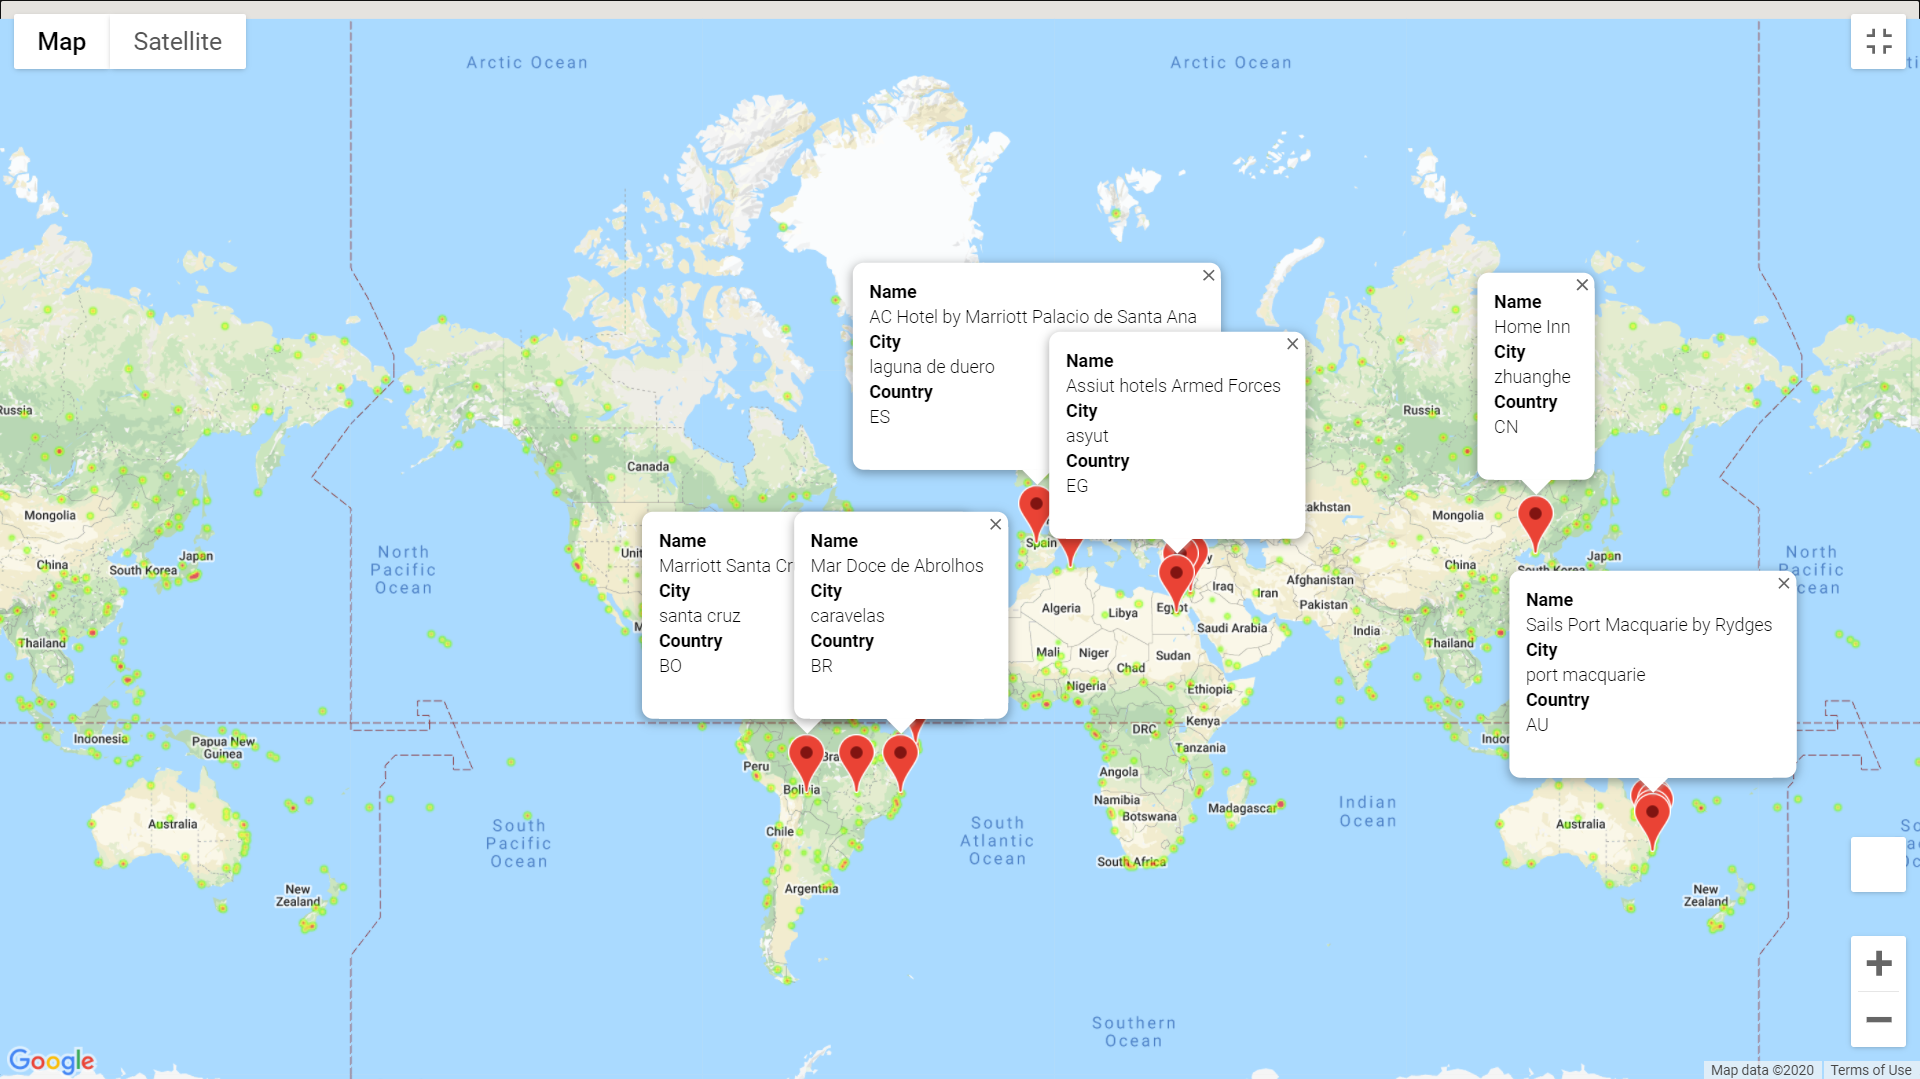 Map
Satellite
Arctic Ocean
Arctic Ocean
Name
AC Hotel by Marriott Palacio de Santa Ana
City
laguna de duero
Country
ES
Name
Assiut hotels Armed Forces
City
asyut
Country
EG
Name
Home Inn
City
zhuanghe
Country
CN
Name
Marriott Santa Cr
City
santa cruz
Country
BO
Name
Mar Doce de Abrolhos
City
caravelas
Country
BR
Name
Sails Port Macquarie by Rydges
City
port macquarie
Country
AU
Russia
Mongolia
China
South Korea
Japan
Thailand
Indonesia
Papua New
Guinea
Australia
New
Zealand
North
Pacific
Ocean
South
Pacific
Ocean
Canada
Peru
Bolivia
Chile
Argentina
South
Atlantic
Ocean
Spain
Algeria
Libya
Egypt
Mali
Niger
Chad
Sudan
Nigeria
Ethiopia
DRC
Kenya
Tanzania
Angola
Namibia
Botswana
Madagascar
South Africa
Saudi Arabia
Iraq
Iran
Afghanistan
Pakistan
India
Russia
Mongolia
China
South Korea
Japan
Thailand
Indian
Ocean
Australia
New
Zealand
North
Pacific
Southern
Ocean
Google
Map data ©2020
Terms of Use